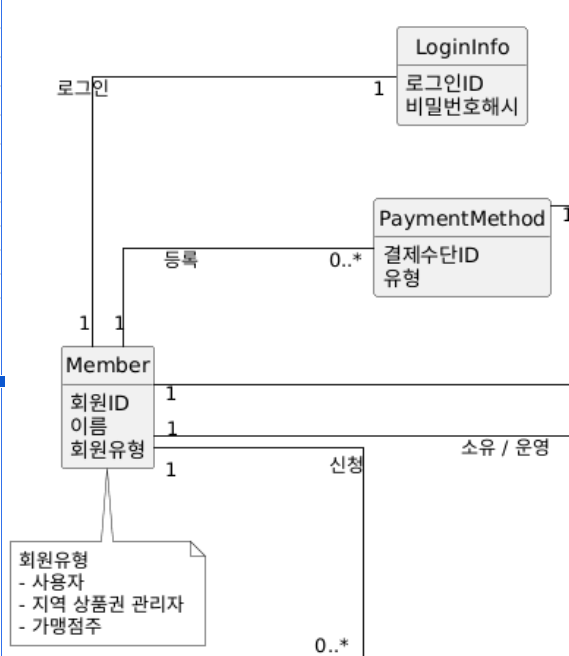 LoginInfo
로그인ID
비밀번호해시
로그인
1
PaymentMethod
결제수단ID
유형
1
등록
0..*
1
1
Member
회원ID
이름
회원유형
1
1
소유 / 운영
1
신청
0..*
회원유형
- 사용자
- 지역 상품권 관리자
- 가맹점주